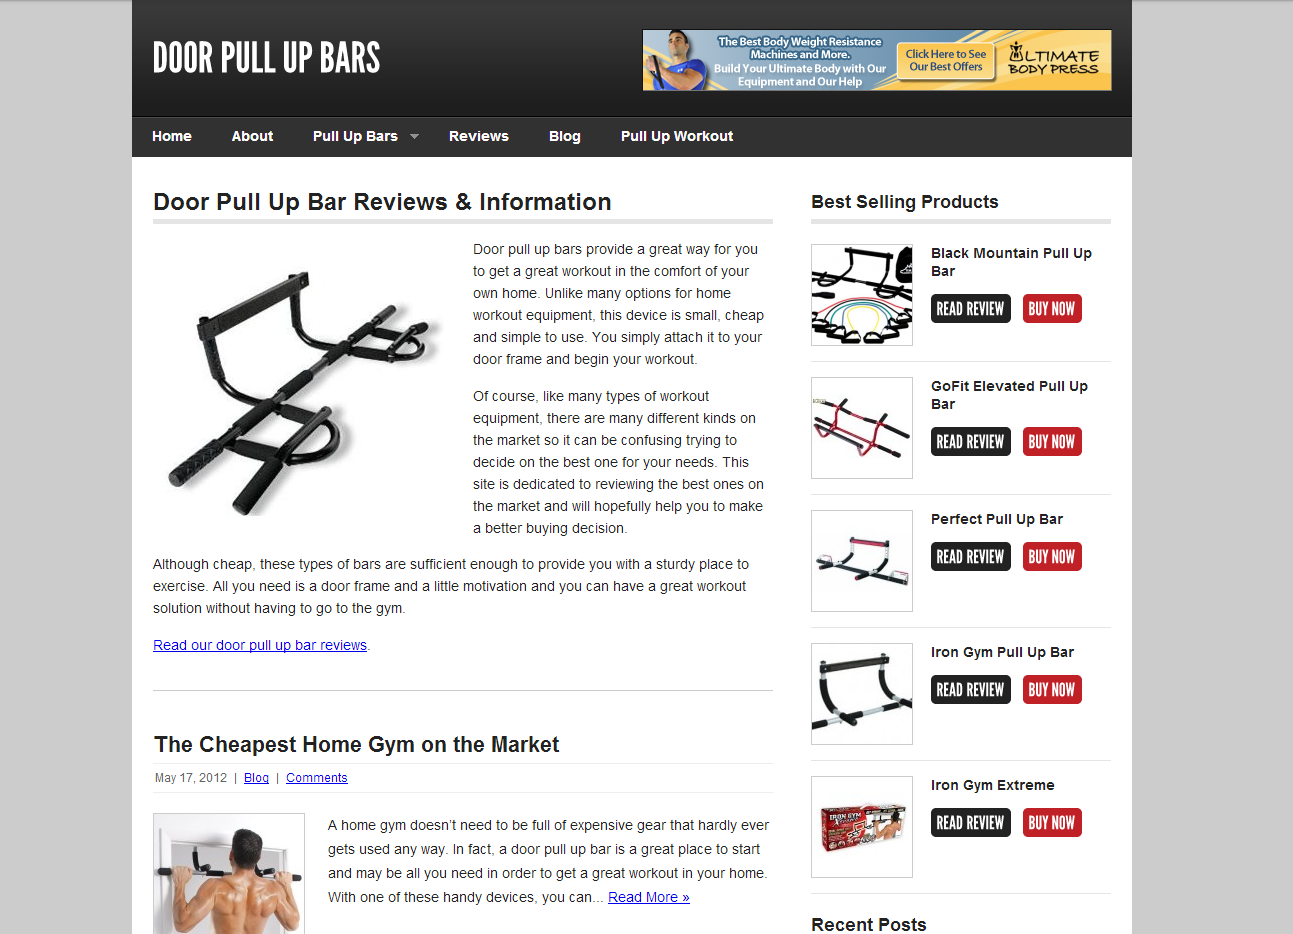 DOOR PULL UP BARS
The Best Body Weight Resistance
Machines and More.
Build Your Ultimate Body with Our
Equipment and Our Help
Click Here to See
Our Best Offers
ULTIMATE
BODY PRESS
Home About Pull Up Bars Reviews Blog Pull Up Workout
Door Pull Up Bar Reviews & Information
Door pull up bars provide a great way for you
to get a great workout in the comfort of your
own home. Unlike many options for home
workout equipment, this device is small, cheap
and simple to use. You simply attach it to your
door frame and begin your workout.
Of course, like many types of workout
equipment, there are many different kinds on
the market so it can be confusing trying to
decide on the best one for your needs. This
site is dedicated to reviewing the best ones on
the market and will hopefully help you to make
a better buying decision.
Although cheap, these types of bars are sufficient enough to provide you with a sturdy place to
exercise. All you need is a door frame and a little motivation and you can have a great workout
solution without having to go to the gym.
Read our door pull up bar reviews.
The Cheapest Home Gym on the Market
May 17, 2012 | Blog | Comments
A home gym doesn't need to be full of expensive gear that hardly ever
gets used any way. In fact, a door pull up bar is a great place to start
and may be all you need in order to get a great workout in your home.
With one of these handy devices, you can... Read More »
Best Selling Products
Black Mountain Pull Up
Bar
READ REVIEW BUY NOW
GoFit Elevated Pull Up
Bar
READ REVIEW BUY NOW
Perfect Pull Up Bar
READ REVIEW BUY NOW
Iron Gym Pull Up Bar
READ REVIEW BUY NOW
Iron Gym Extreme
IRON GYM
READ REVIEW BUY NOW
Recent Posts